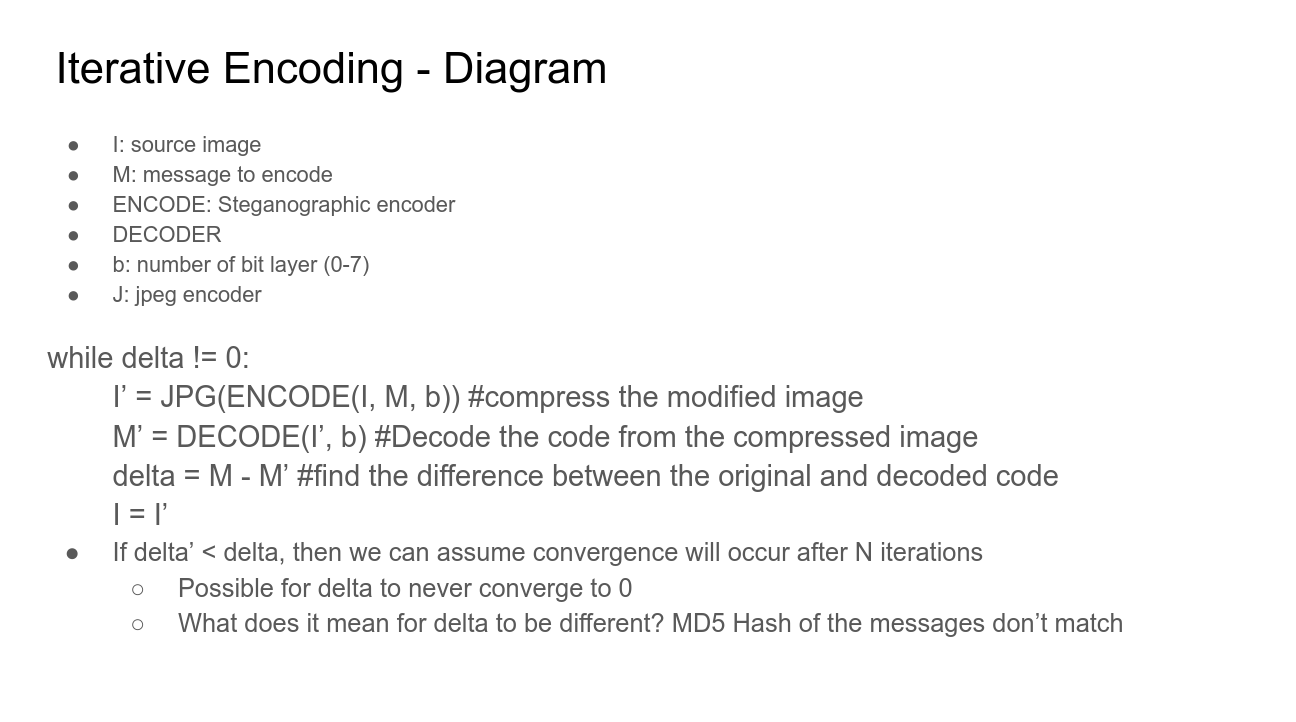 Iterative Encoding - Diagram
● I: source image
● M: message to encode
● ENCODE: Steganographic encoder
● DECODER
● b: number of bit layer (0-7)
● J: jpeg encoder
while delta != 0:
I’ = JPG(ENCODE(I, M, b)) #compress the modified image
M’ = DECODE(I’, b) #Decode the code from the compressed image
delta = M - M’ #find the difference between the original and decoded code
I = I’
● If delta’ < delta, then we can assume convergence will occur after N iterations
○ Possible for delta to never converge to 0
○ What does it mean for delta to be different? MD5 Hash of the messages don’t match